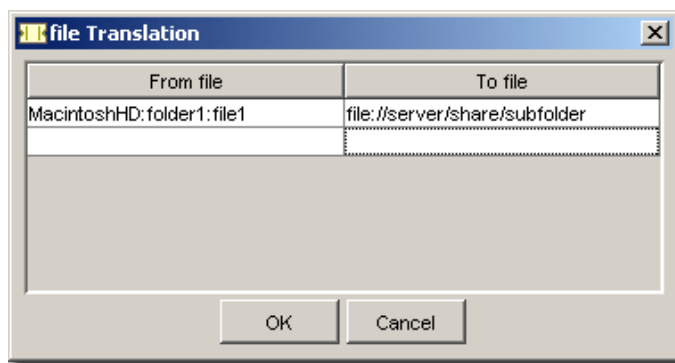 file Translation
From file To file
MacintoshHD:folder1:file1 file://server/share/subfolder
OK Cancel